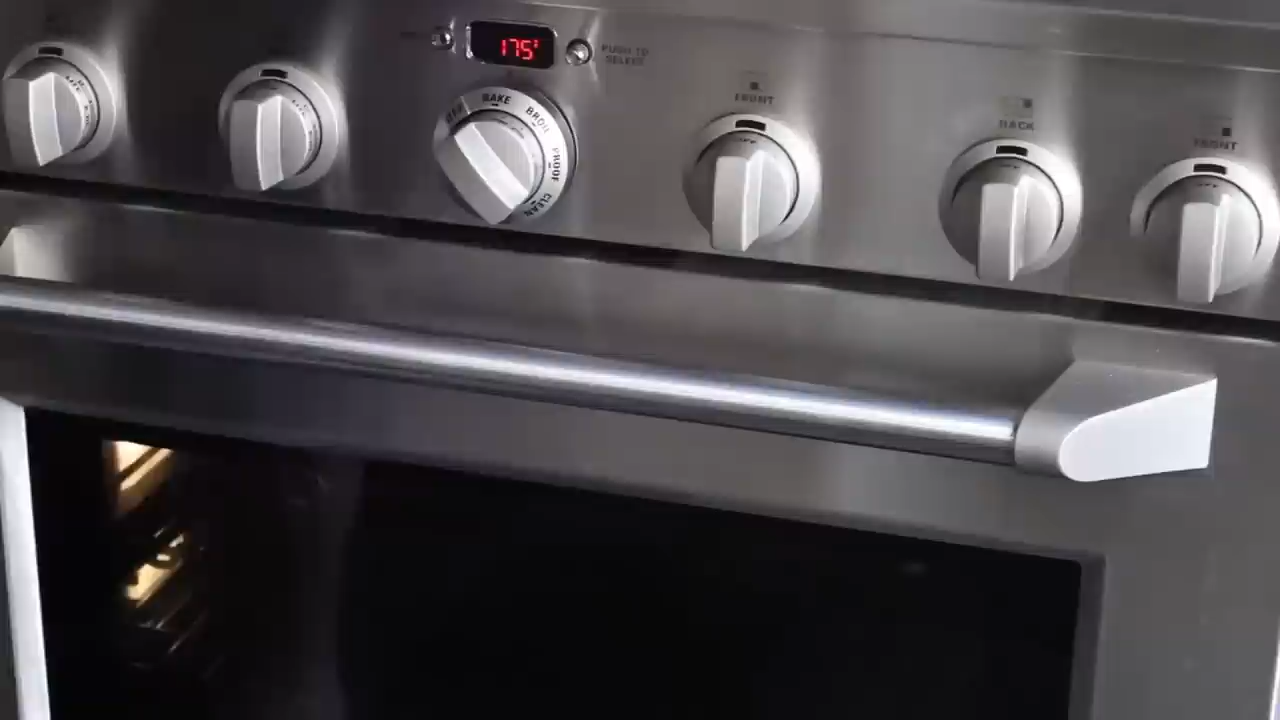 175°
PUSH TO
SELECT
BAKE
BROIL
PROOF
CLEAN
FRONT
BACK
FRONT